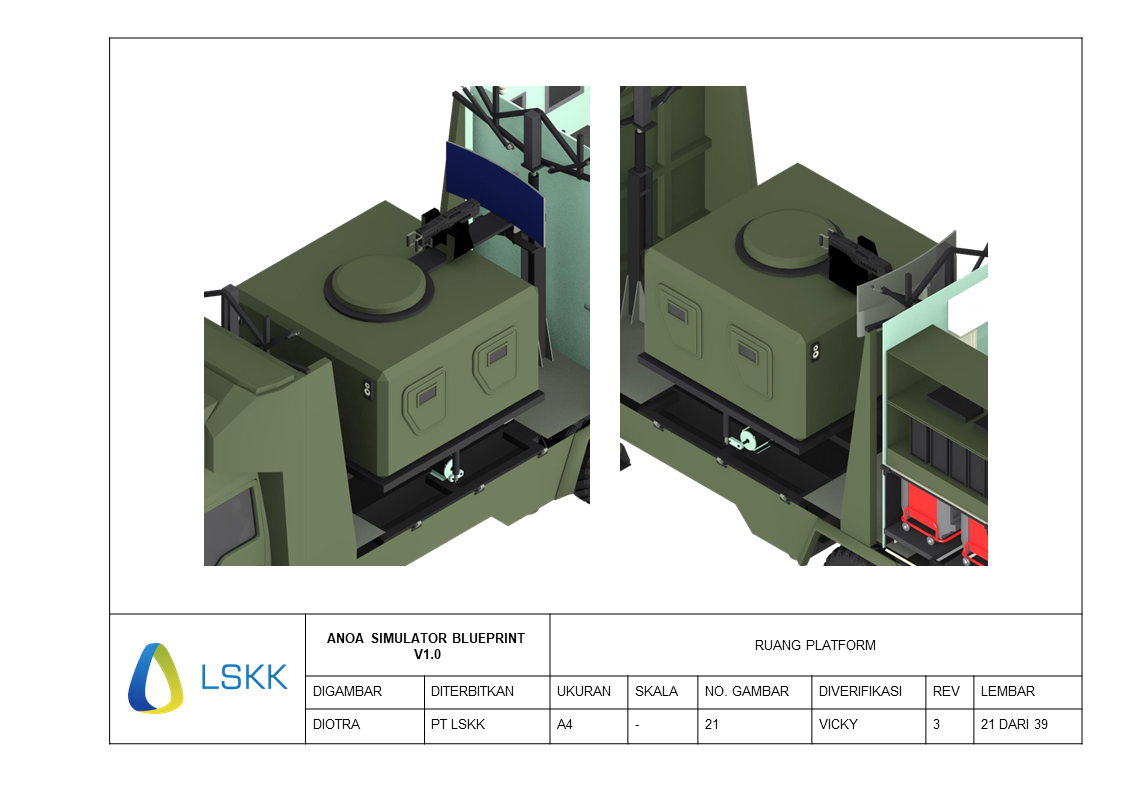 LSKK
ANOA SIMULATOR BLUEPRINT
V1.0
RUANG PLATFORM
DIGAMBAR DITERBITKAN UKURAN SKALA NO. GAMBAR DIVERIFIKASI REV LEMBAR
DIOTRA PT LSKK A4 - 21 VICKY 3 21 DARI 39